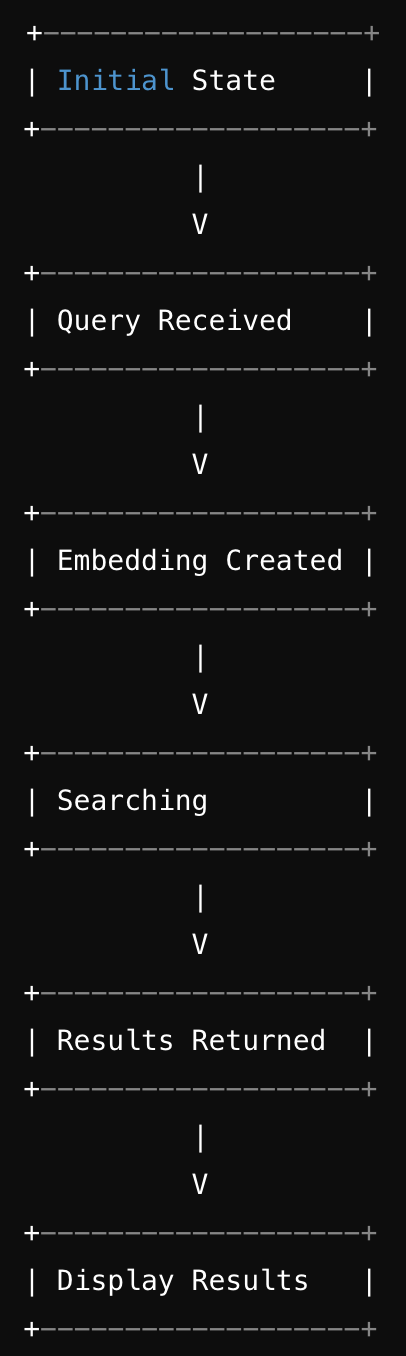 +-------------------+
| Initial State     |
+-------------------+
          |
          V
+-------------------+
| Query Received    |
+-------------------+
          |
          V
+-------------------+
| Embedding Created |
+-------------------+
          |
          V
+-------------------+
| Searching         |
+-------------------+
          |
          V
+-------------------+
| Results Returned  |
+-------------------+
          |
          V
+-------------------+
| Display Results   |
+-------------------+